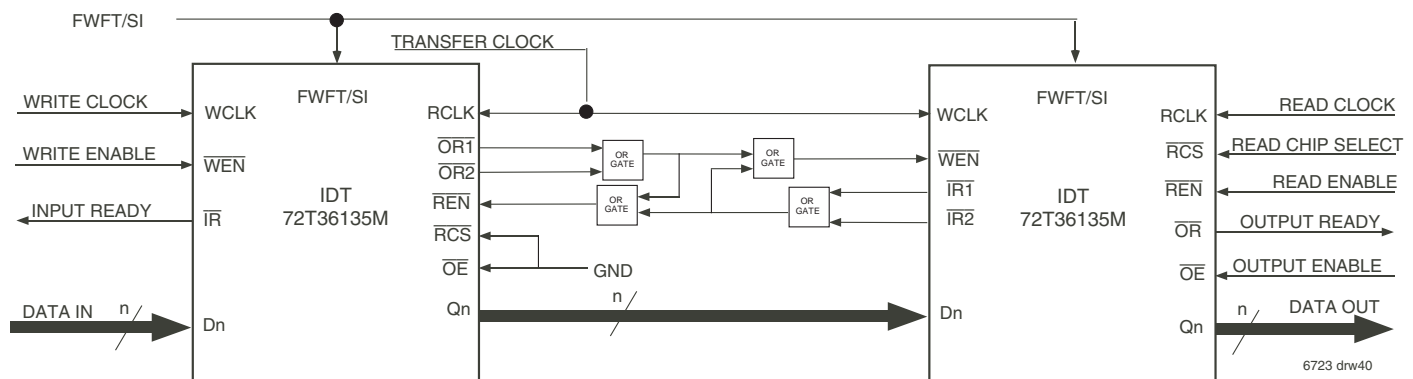 FWFT/SI
TRANSFER CLOCK
FWFT/SI
FWFT/SI
WRITE CLOCK
WCLK
RCLK
WCLK
RCLK
READ CLOCK
OR1
OR GATE
OR GATE
WRITE ENABLE
WEN
OR2
WEN
RCS
READ CHIP SELECT
IDT
72T36135M
REN
OR GATE
OR GATE
IR1
IDT
72T36135M
REN
READ ENABLE
INPUT READY
IR
RCS
IR2
OR
OUTPUT READY
OE
GND
OE
OUTPUT ENABLE
DATA IN
n
Dn
Qn
n
Dn
Qn
n
DATA OUT
6723 drw40